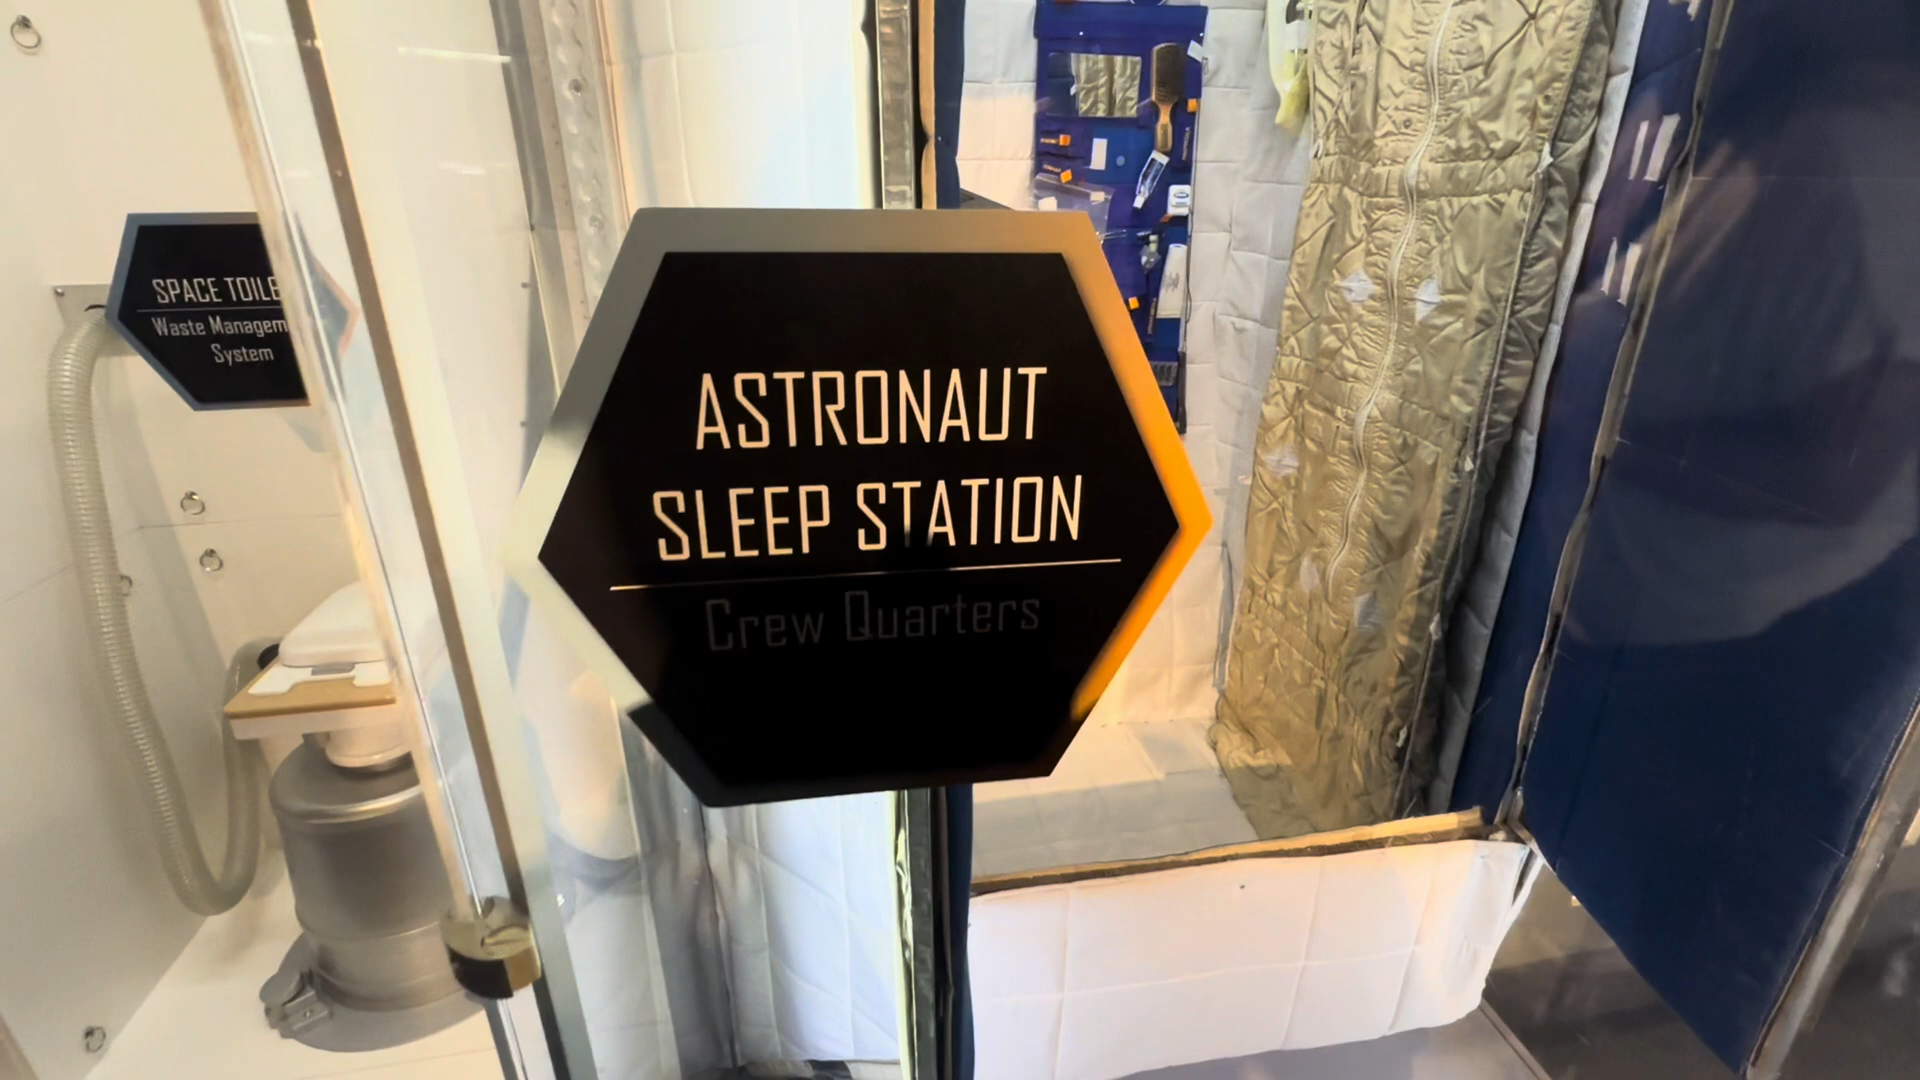 SPACE TOILE
Waste Managem
System
ASTRONAUT
SLEEP STATION
Crew Quarters